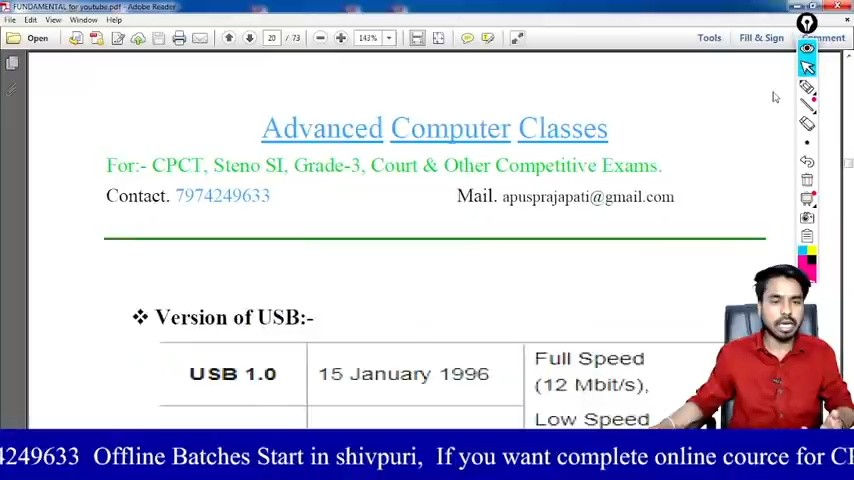 FUNDAMENTAL for youtube.pdf - Adobe Reader
File Edit View Window Help
Open 20 / 73 143% Tools Fill & Sign Comment
Advanced Computer Classes
For:- CPCT, Steno SI, Grade-3, Court & Other Competitive Exams.
Contact. 7974249633 Mail. apusprajapati@gmail.com
❖ Version of USB:-
USB 1.0 15 January 1996 Full Speed
(12 Mbit/s),
Low Speed
4249633 Offline Batches Start in shivpuri, If you want complete online cource for CP